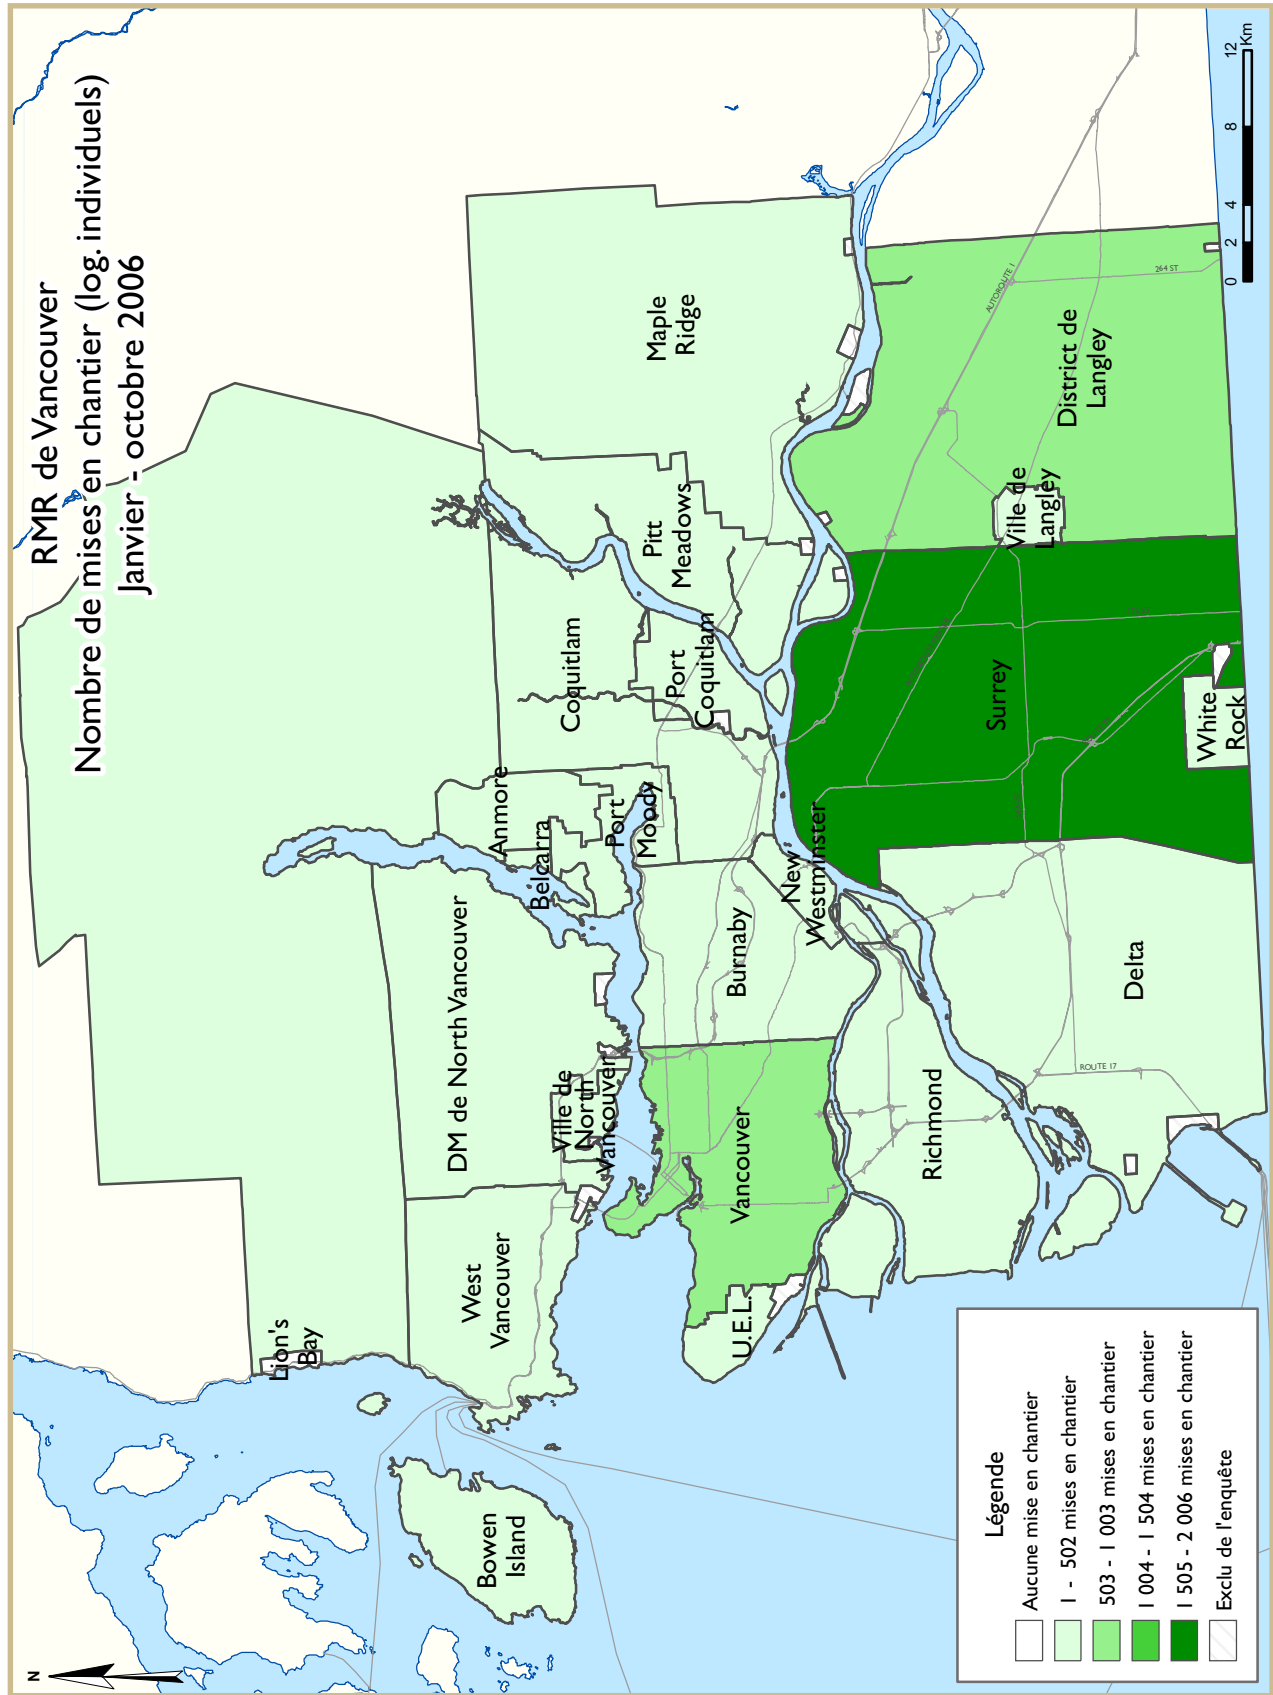 RMR de Vancouver
Nombre de mises en chantier (log. individuels)
Janvier - octobre 2006
N
Lion's
Bay
Bowen
Island
West
Vancouver
DM de North Vancouver
Ville de
North
Vancouver
Anmore
Belcarra
Port
Moody
Coquitlam
Port
Coquitlam
Pitt
Meadows
Maple
Ridge
U.E.L.
Vancouver
Burnaby
New
Westminster
Richmond
Delta
Surrey
White
Rock
Ville de
Langley
District de
Langley
AUTOROUTE 1
264 ST
ROUTE 17
Légende
Aucune mise en chantier
1 - 502 mises en chantier
503 - 1 003 mises en chantier
1 004 - 1 504 mises en chantier
1 505 - 2 006 mises en chantier
Exclu de l'enquête
0 2 4 8 12
Km